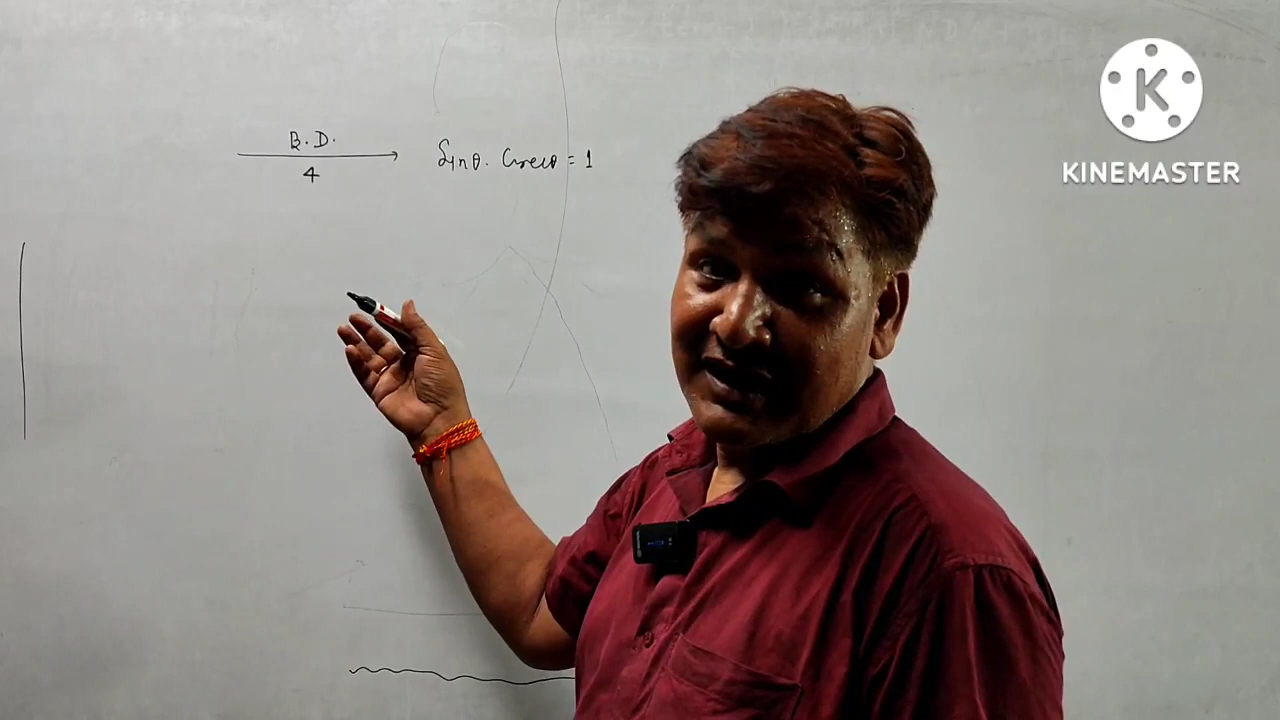 B.D.
4
Sinθ. Cosecθ = 1
K
KINEMASTER